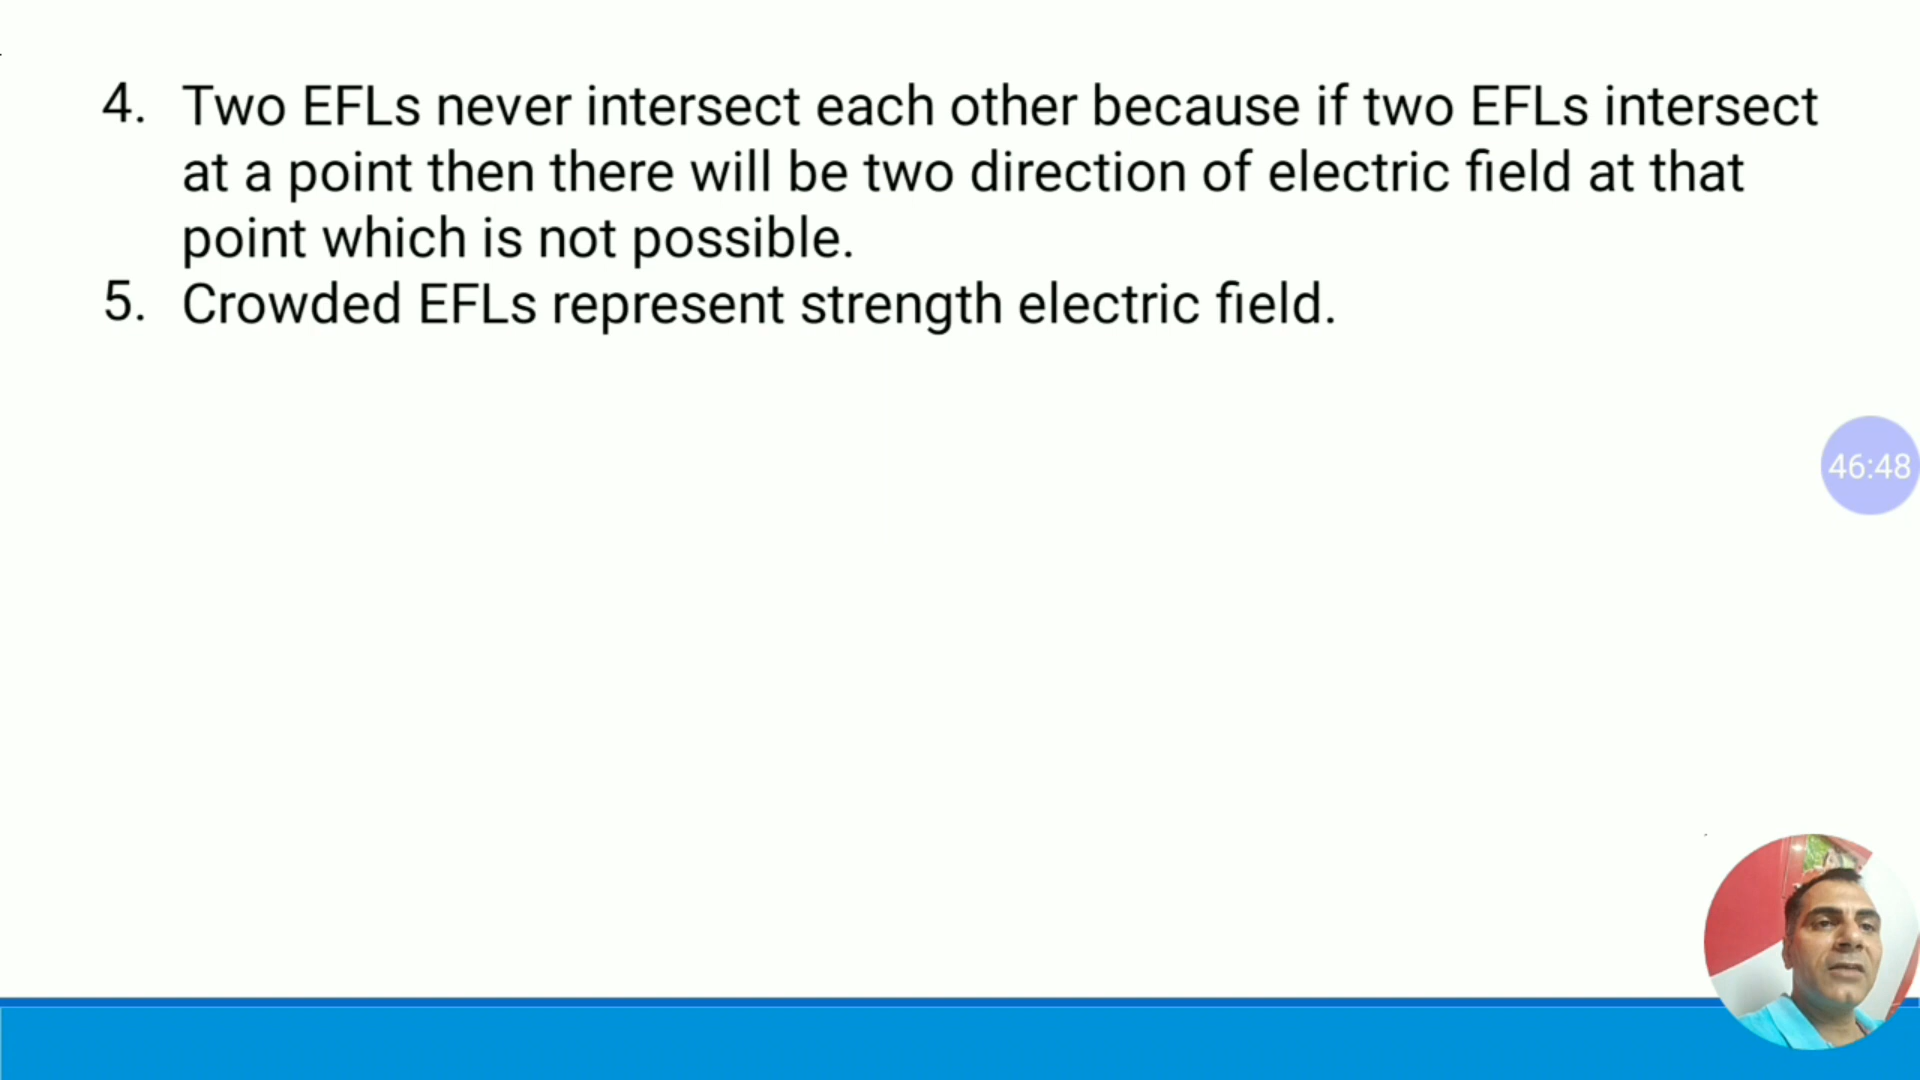 4. Two EFLs never intersect each other because if two EFLs intersect
at a point then there will be two direction of electric field at that
point which is not possible.
5. Crowded EFLs represent strength electric field.
46:48